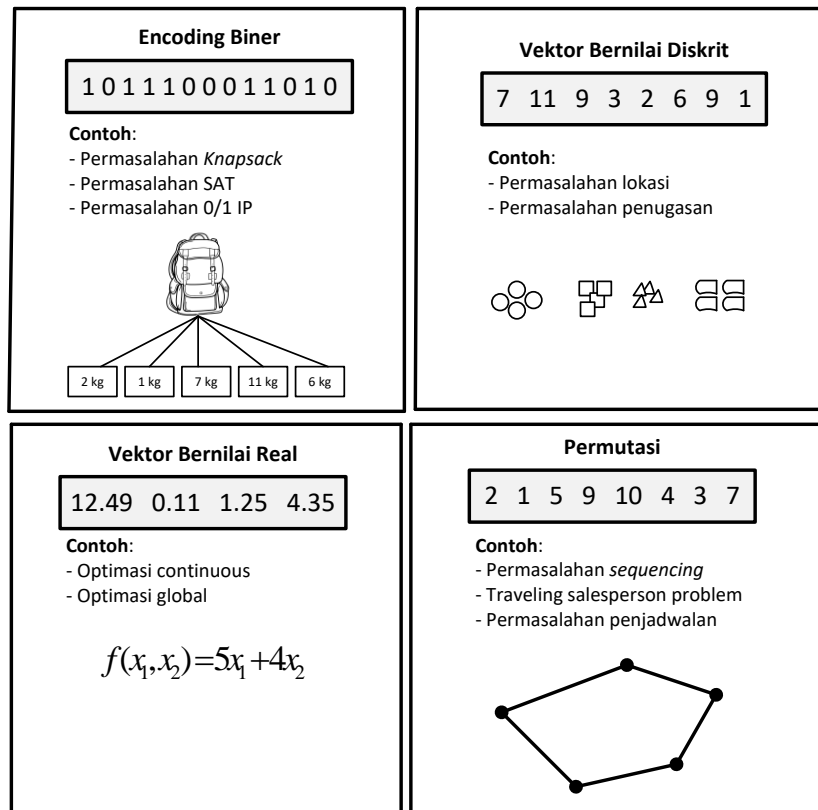 Encoding Biner
1 0 1 1 1 0 0 0 1 1 0 1 0
Contoh:
- Permasalahan Knapsack
- Permasalahan SAT
- Permasalahan 0/1 IP
2 kg 1 kg 7 kg 11 kg 6 kg
Vektor Bernilai Diskrit
7 11 9 3 2 6 9 1
Contoh:
- Permasalahan lokasi
- Permasalahan penugasan
Vektor Bernilai Real
12.49 0.11 1.25 4.35
Contoh:
- Optimasi continuous
- Optimasi global
f(x₁,x₂)=5x₁+4x₂
Permutasi
2 1 5 9 10 4 3 7
Contoh:
- Permasalahan sequencing
- Traveling salesperson problem
- Permasalahan penjadwalan